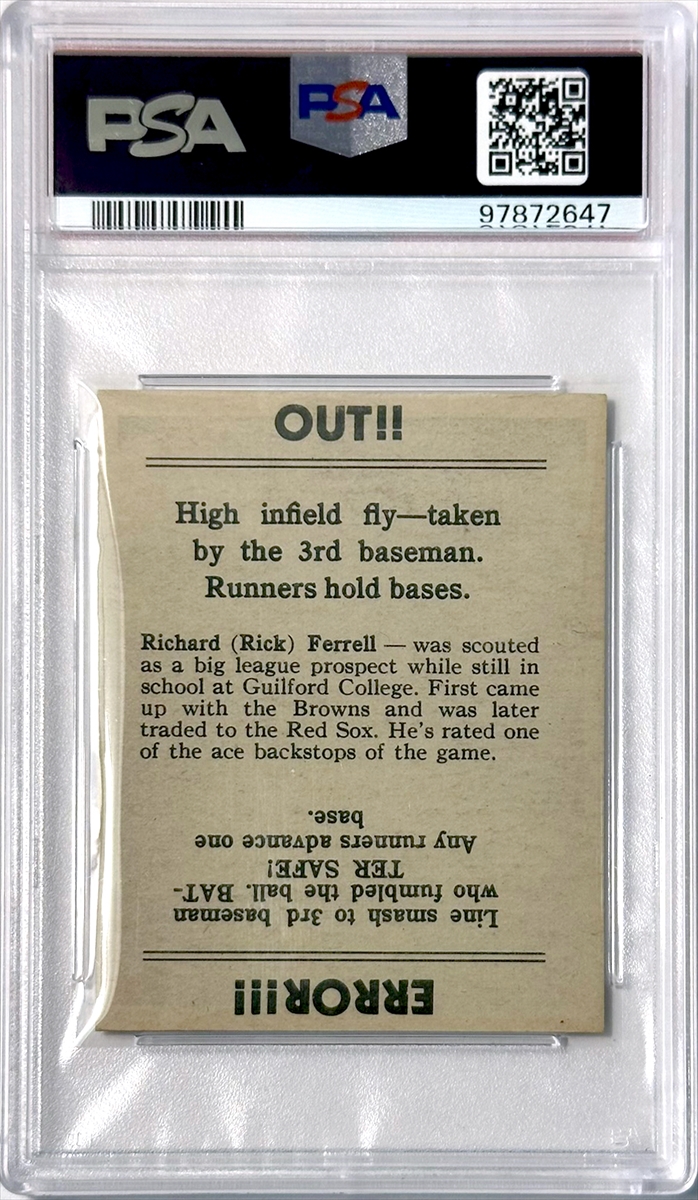 PSA
PSA
97872647
OUT!!
High infield fly—taken
by the 3rd baseman.
Runners hold bases.
Richard (Rick) Ferrell — was scouted
as a big league prospect while still in
school at Guilford College. First came
up with the Browns and was later
traded to the Red Sox. He's rated one
of the ace backstops of the game.
ERROR!!!
Line smash to 3rd baseman
who fumbled the ball. BAT-
TER SAFE!
Any runners advance one
base.